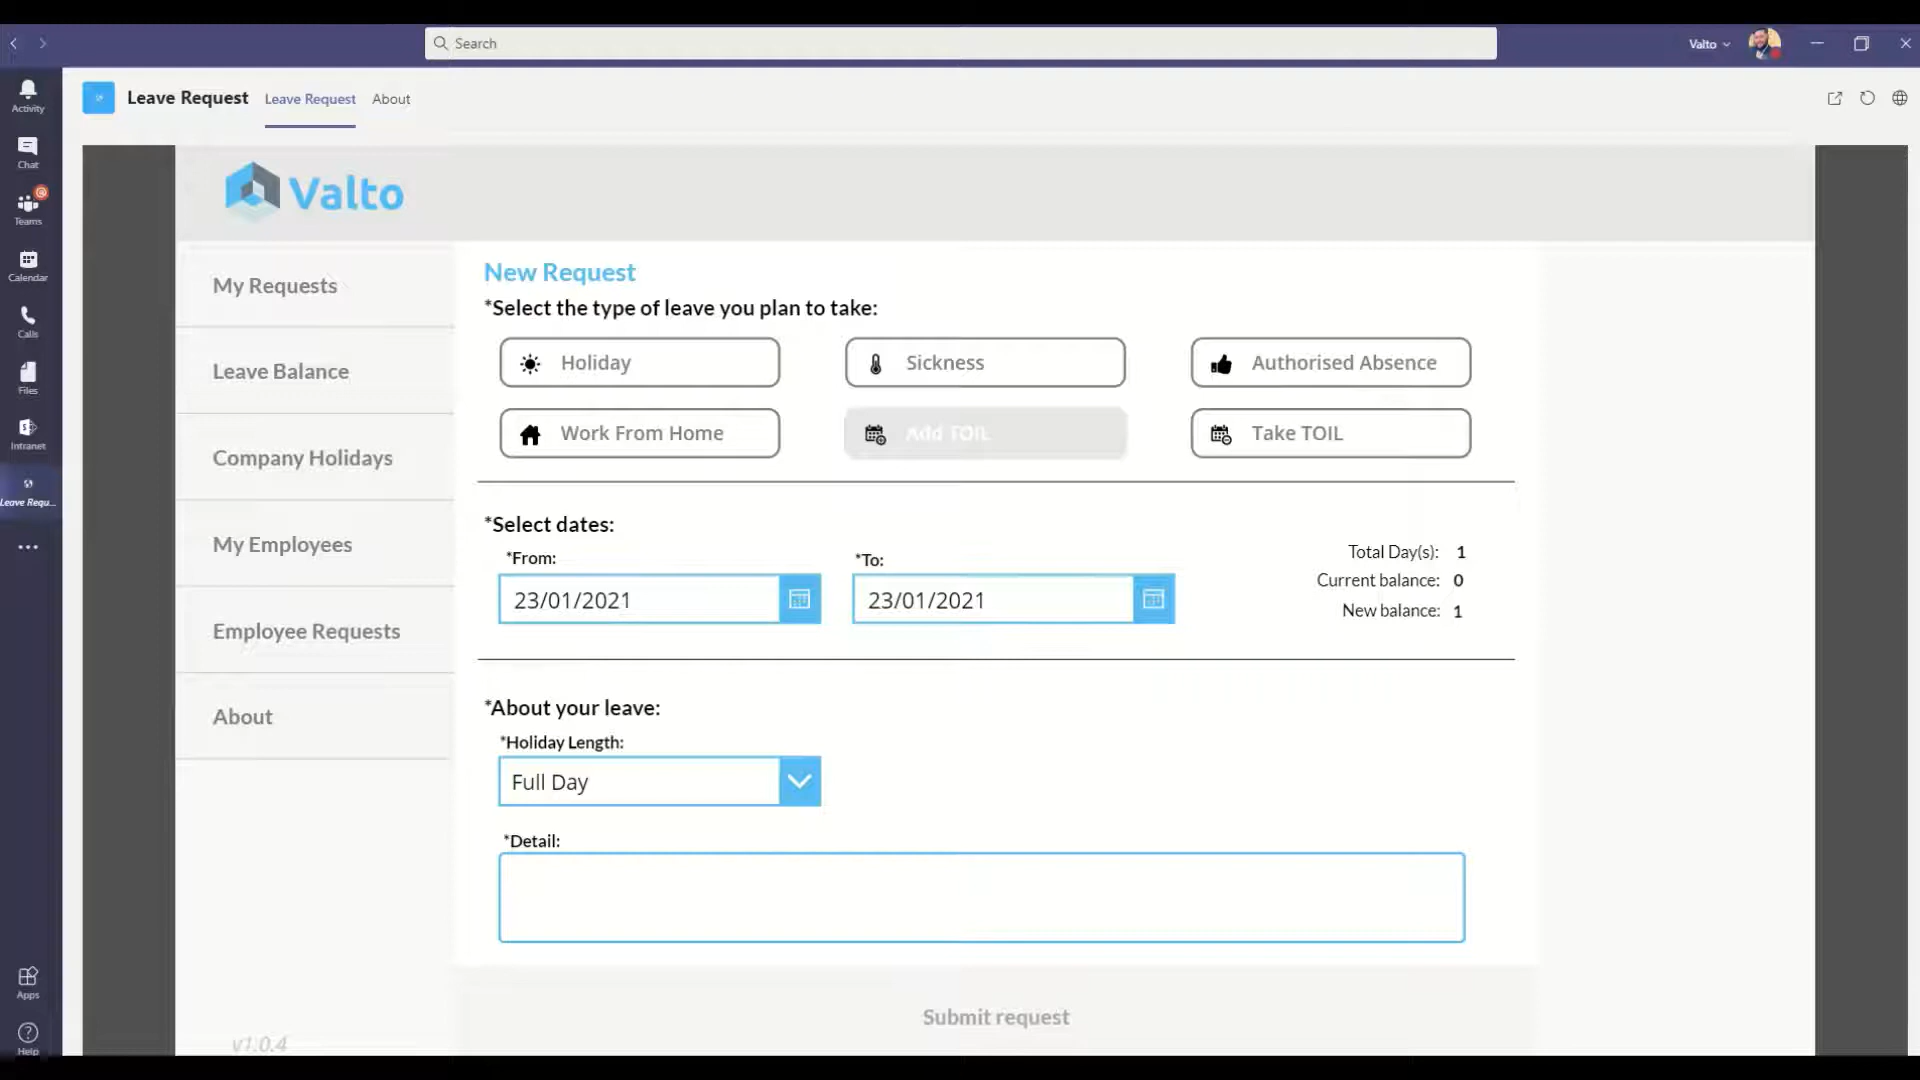 Search
Valto
Activity
Chat
Teams
Calendar
Calls
Files
Intranet
Leave Requ...
Apps
Help
Leave Request
Leave Request
About
Valto
My Requests
Leave Balance
Company Holidays
My Employees
Employee Requests
About
v1.0.4
New Request
*Select the type of leave you plan to take:
Holiday
Sickness
Authorised Absence
Work From Home
Add TOIL
Take TOIL
*Select dates:
*From:
*To:
23/01/2021
23/01/2021
Total Day(s): 1
Current balance: 0
New balance: 1
*About your leave:
*Holiday Length:
Full Day
*Detail:
Submit request